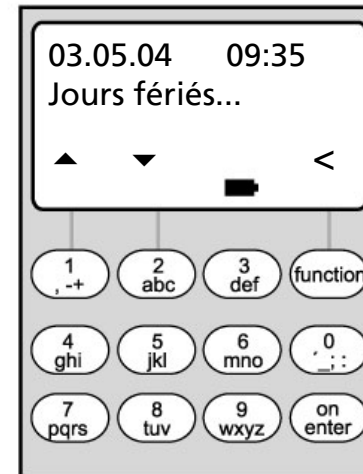 03.05.04 09:35
Jours fériés...
<
1 2 3 function
, -+ abc def
4 5 6 0
ghi jkl mno ´_; :
7 8 9 on
pqrs tuv wxyz enter